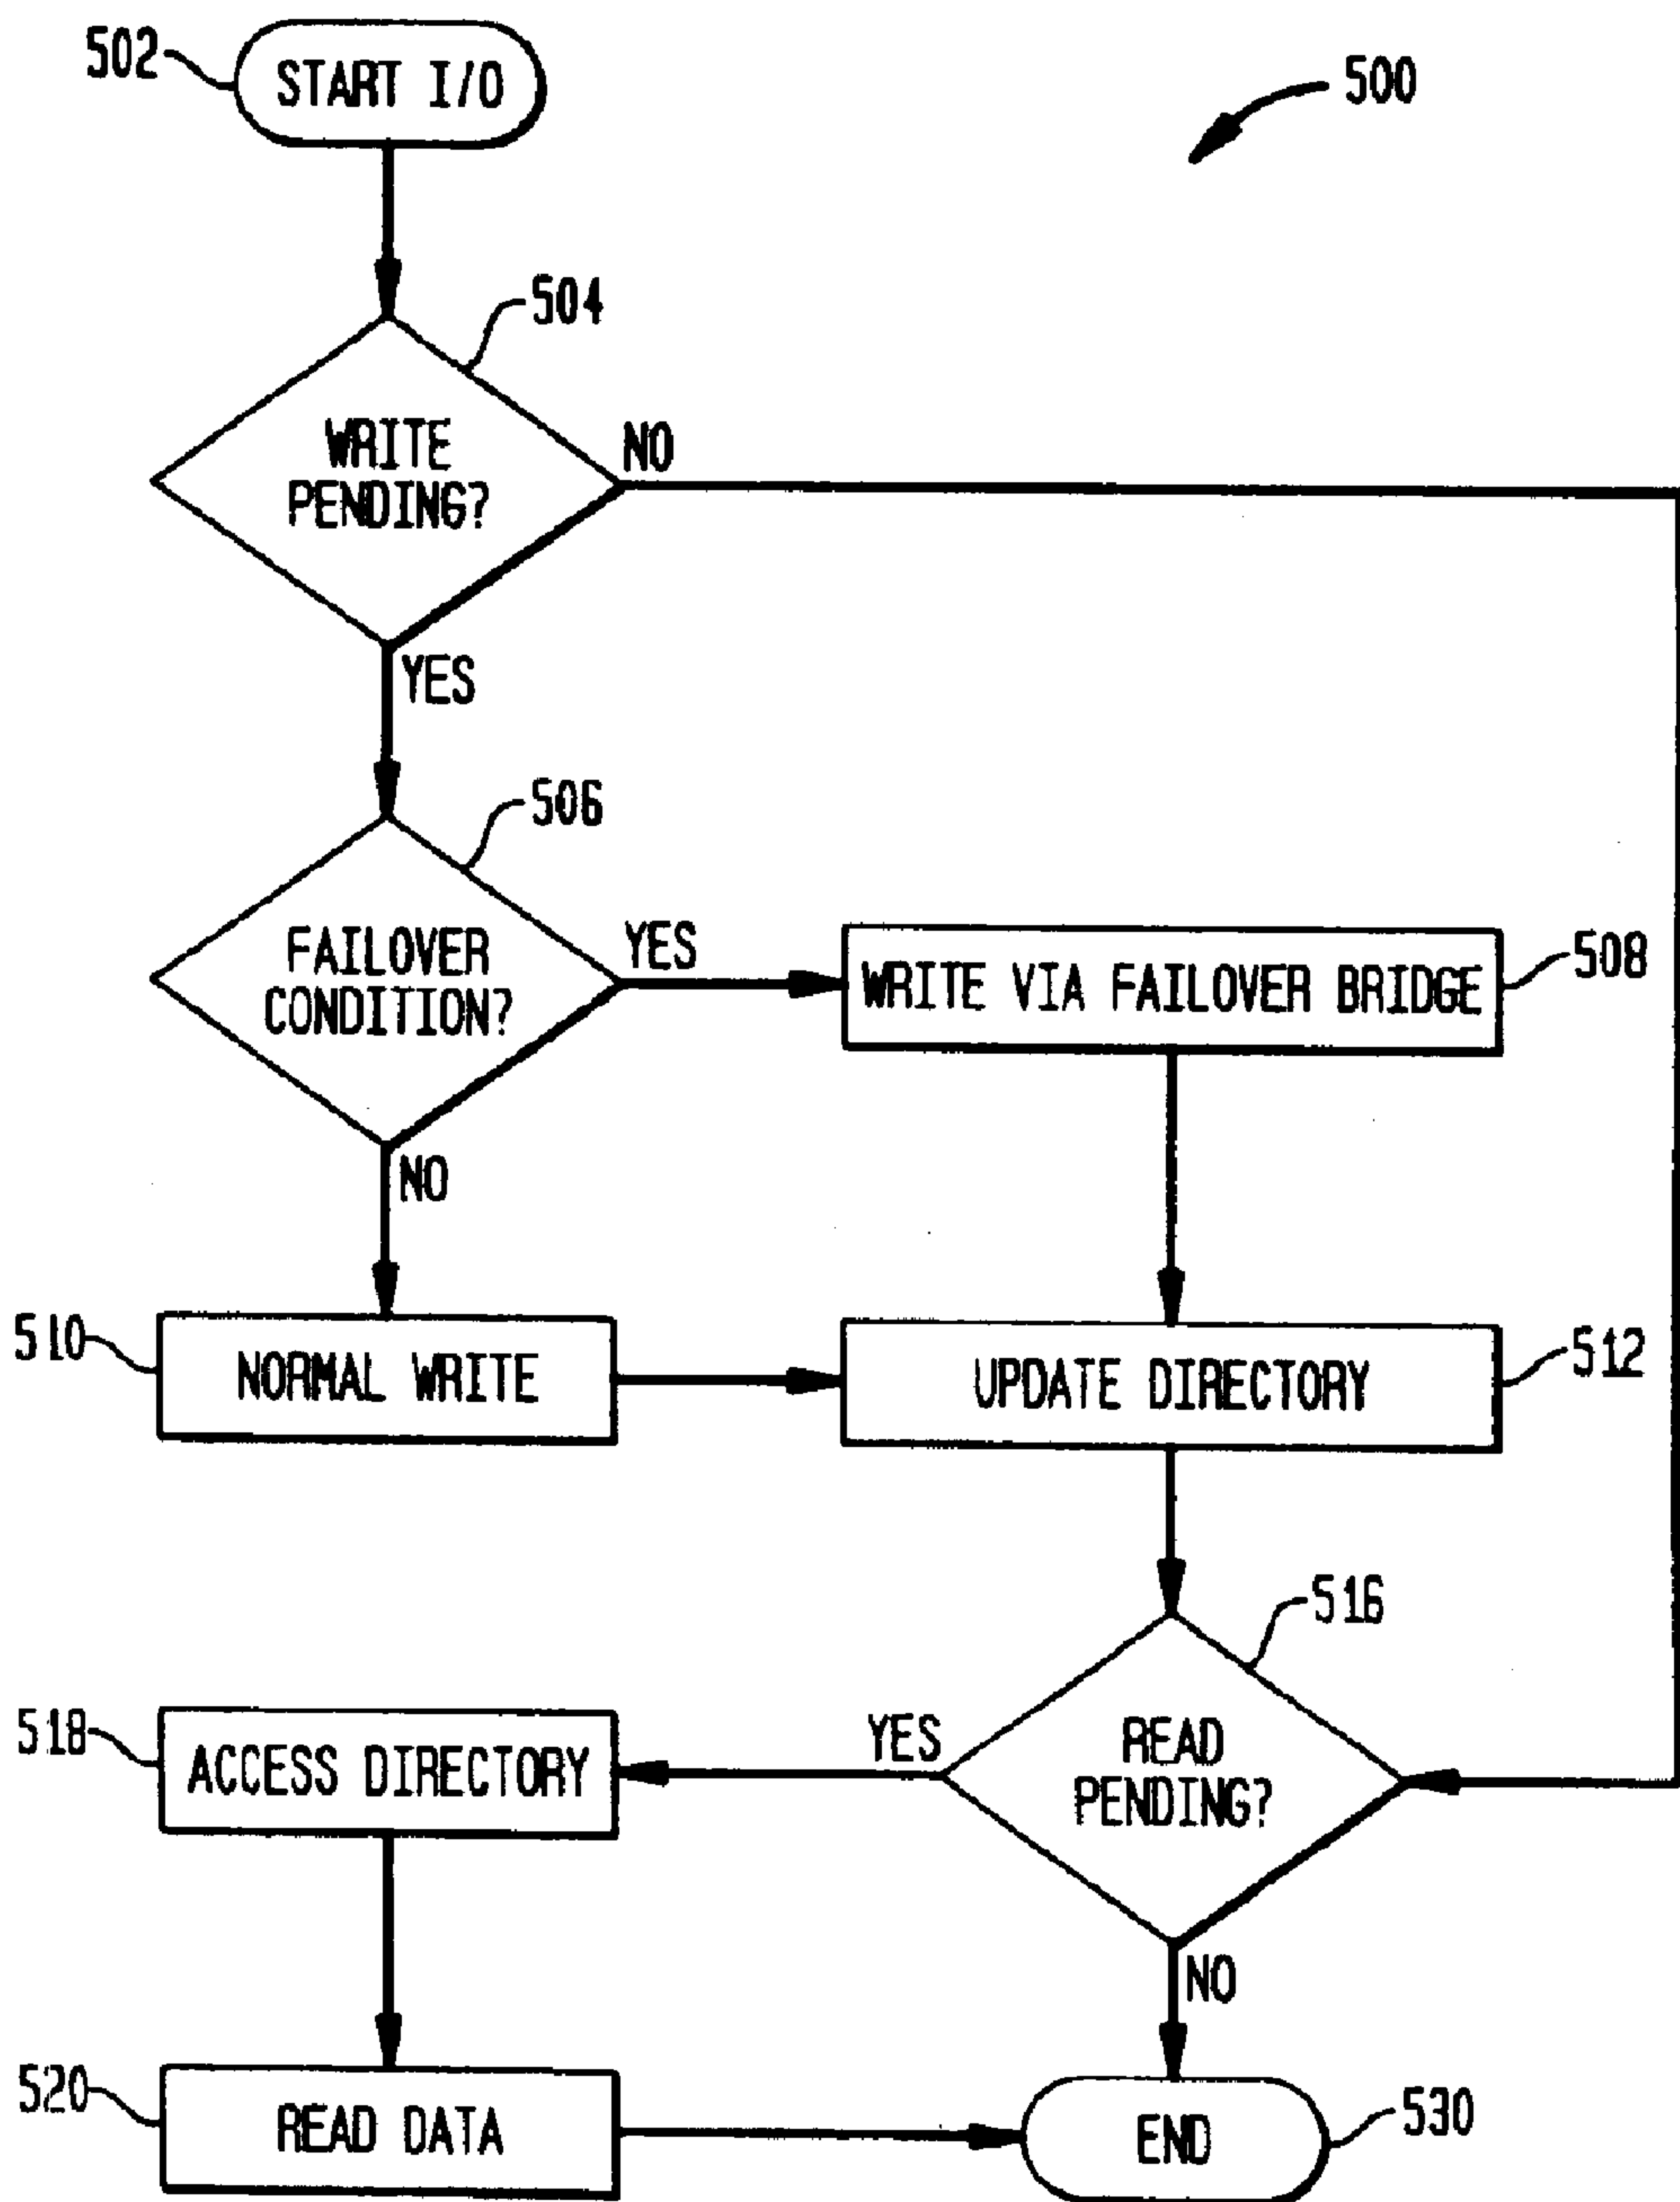 502
START I/O
500
504
WRITE
PENDING?
NO
YES
506
FAILOVER
CONDITION?
YES
WRITE VIA FAILOVER BRIDGE
508
NO
510
NORMAL WRITE
UPDATE DIRECTORY
512
516
518
ACCESS DIRECTORY
YES
READ
PENDING?
NO
520
READ DATA
END
530